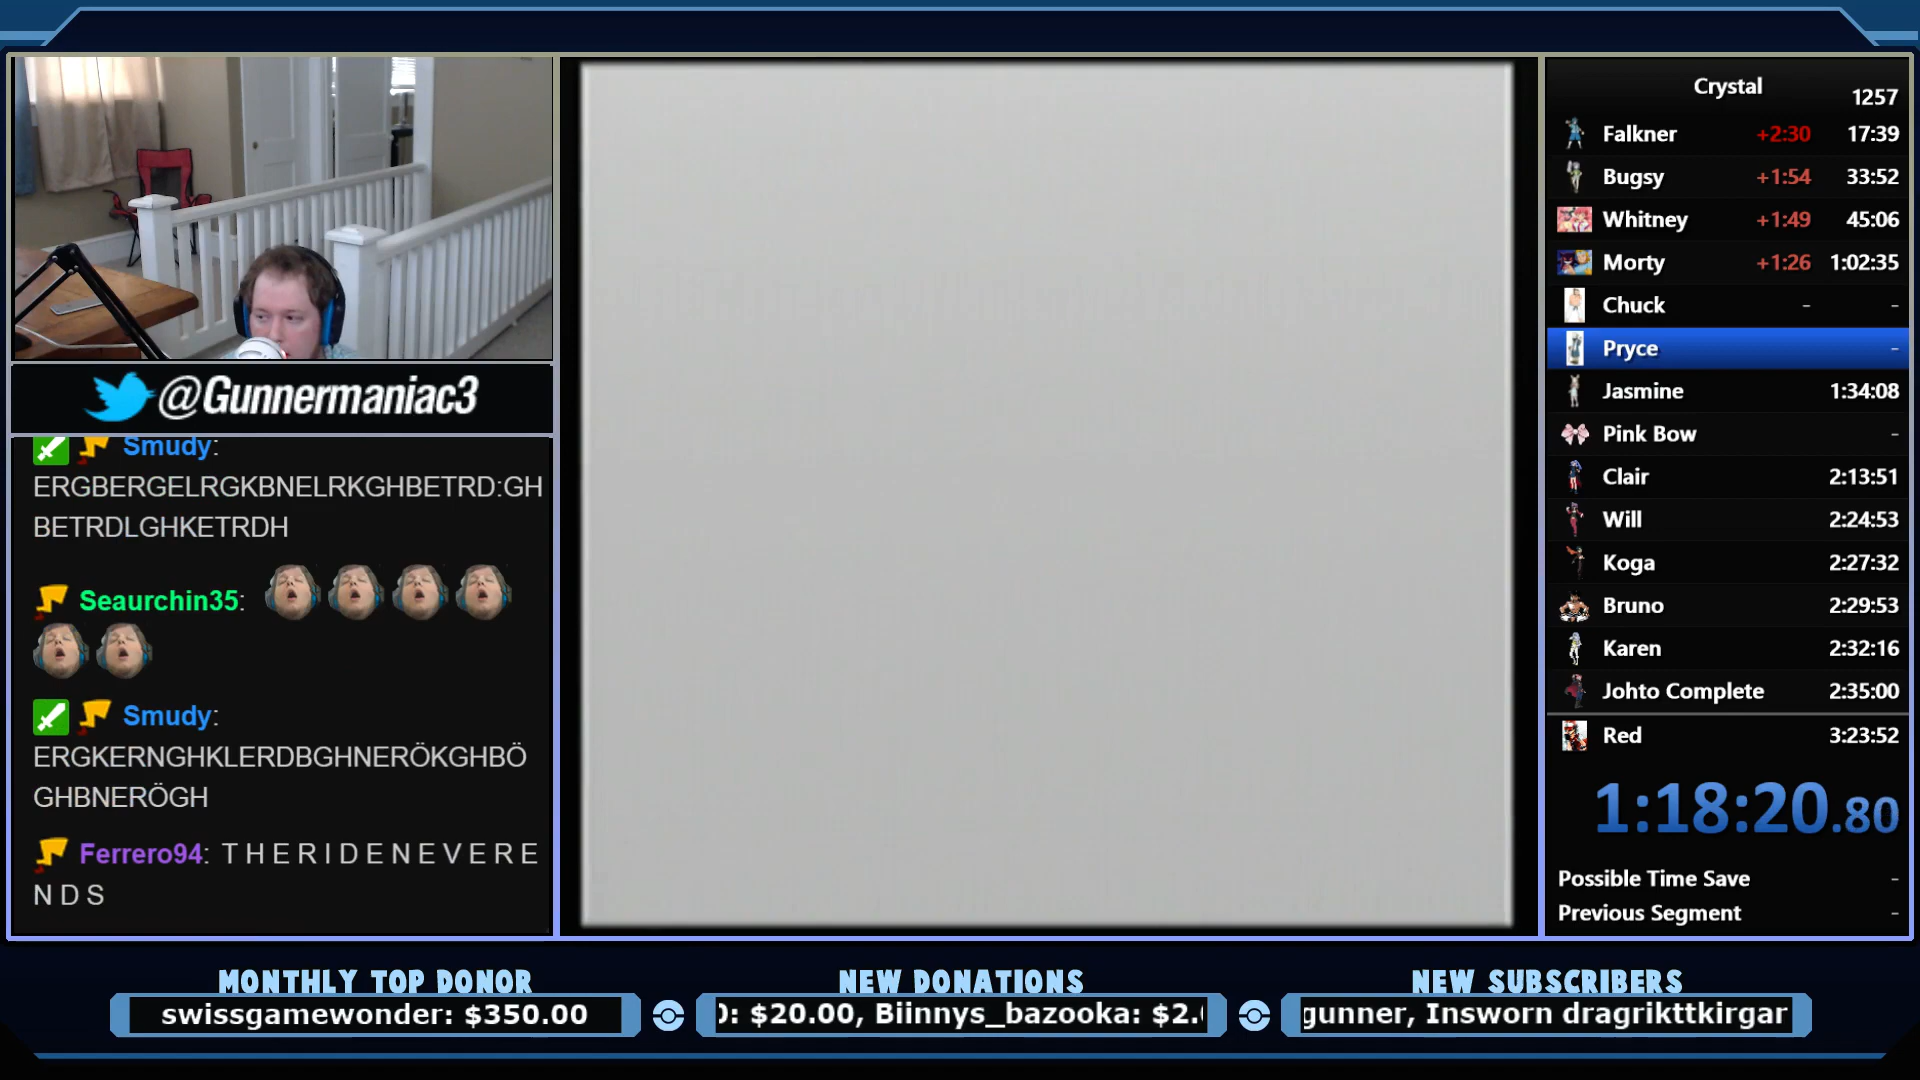 @Gunnermaniac3
Smudy:
ERGBERGELRGKBNELRKGHBETRD:GH
BETRDLGHKETRDH
Seaurchin35:
Smudy:
ERGKERNGHKLERDBGHNERÖKGHBÖ
GHBNERÖGH
Ferrero94: T H E R I D E N E V E R E
N D S
Crystal
1257
Falkner +2:30 17:39
Bugsy +1:54 33:52
Whitney +1:49 45:06
Morty +1:26 1:02:35
Chuck - -
Pryce -
Jasmine 1:34:08
Pink Bow -
Clair 2:13:51
Will 2:24:53
Koga 2:27:32
Bruno 2:29:53
Karen 2:32:16
Johto Complete 2:35:00
Red 3:23:52
1:18:20.80
Possible Time Save -
Previous Segment -
MONTHLY TOP DONOR
swissgamewonder: $350.00
NEW DONATIONS
: $20.00, Biinnys_bazooka: $2.
NEW SUBSCRIBERS
gunner, Insworn dragrikttkirgar